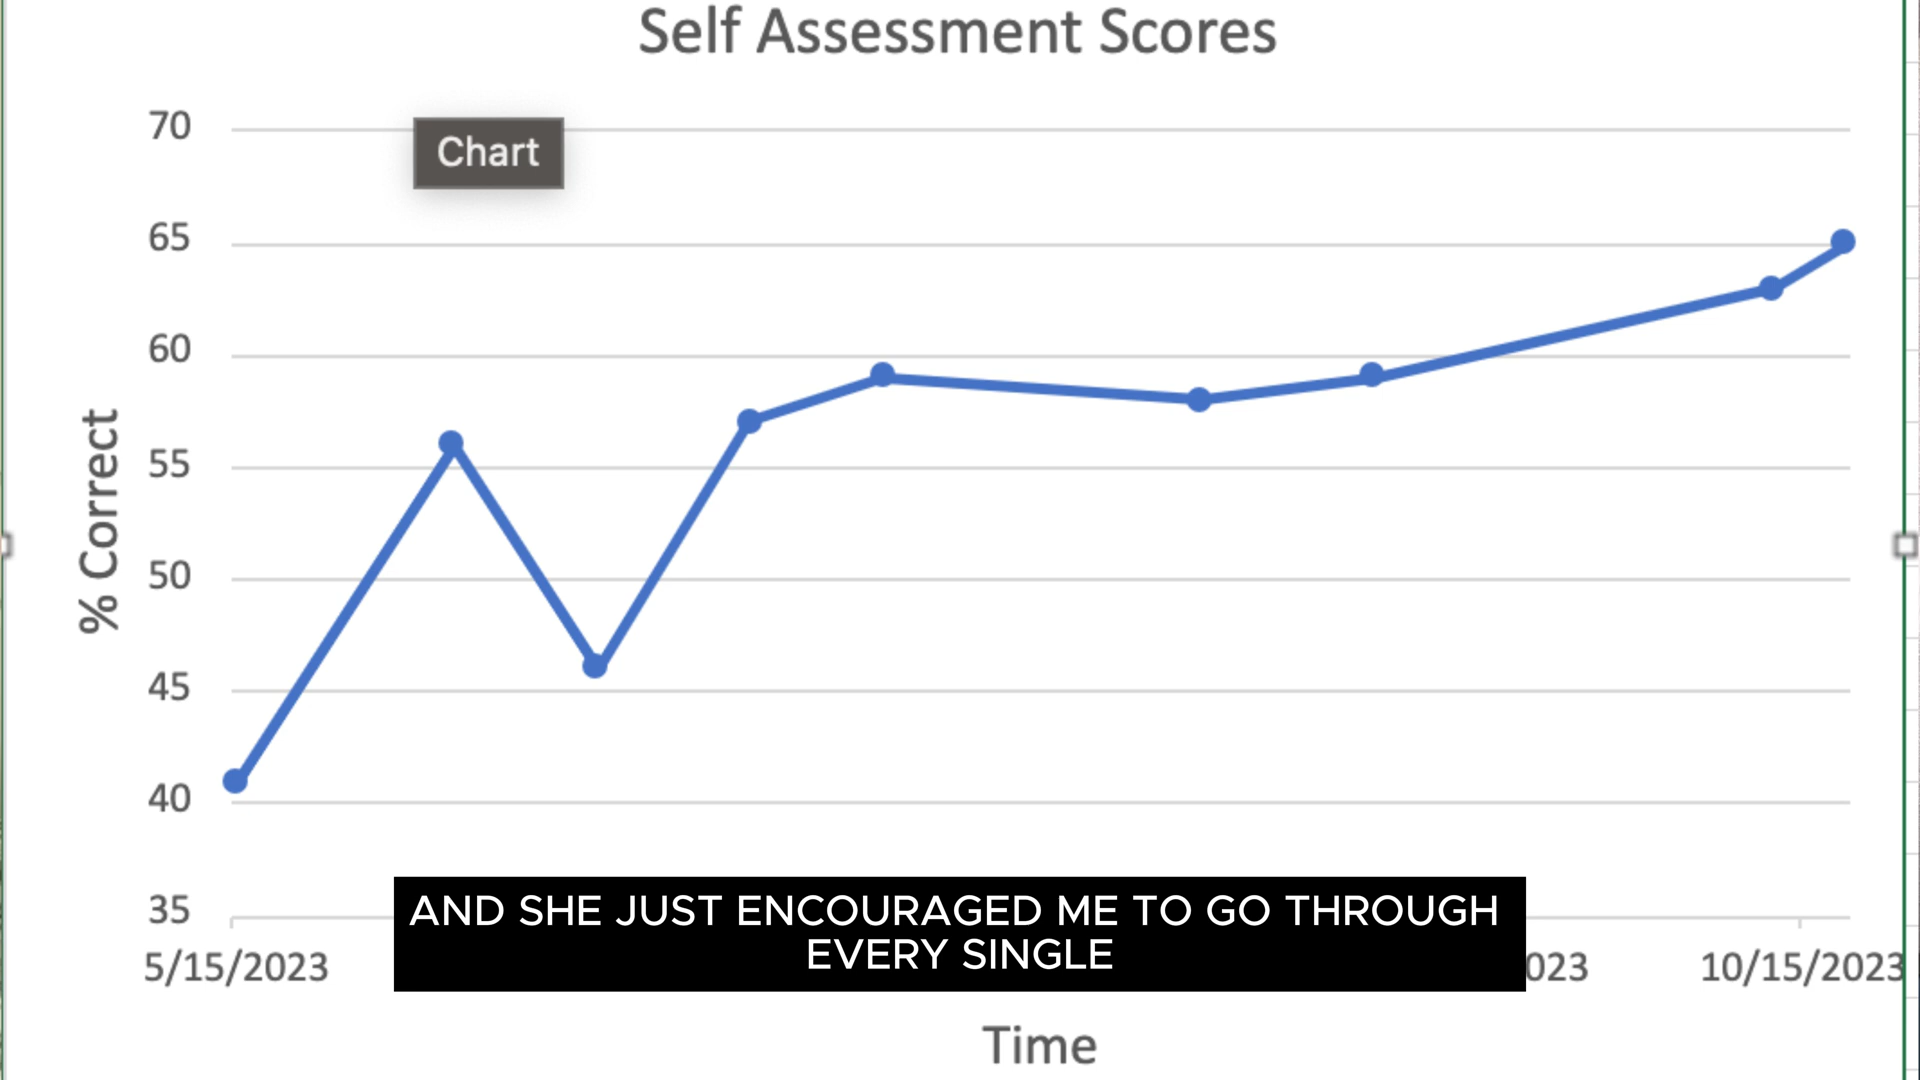 Self Assessment Scores
70
Chart
65
60
55
50
45
40
35
% Correct
AND SHE JUST ENCOURAGED ME TO GO THROUGH
EVERY SINGLE
5/15/2023
023
10/15/2023
Time